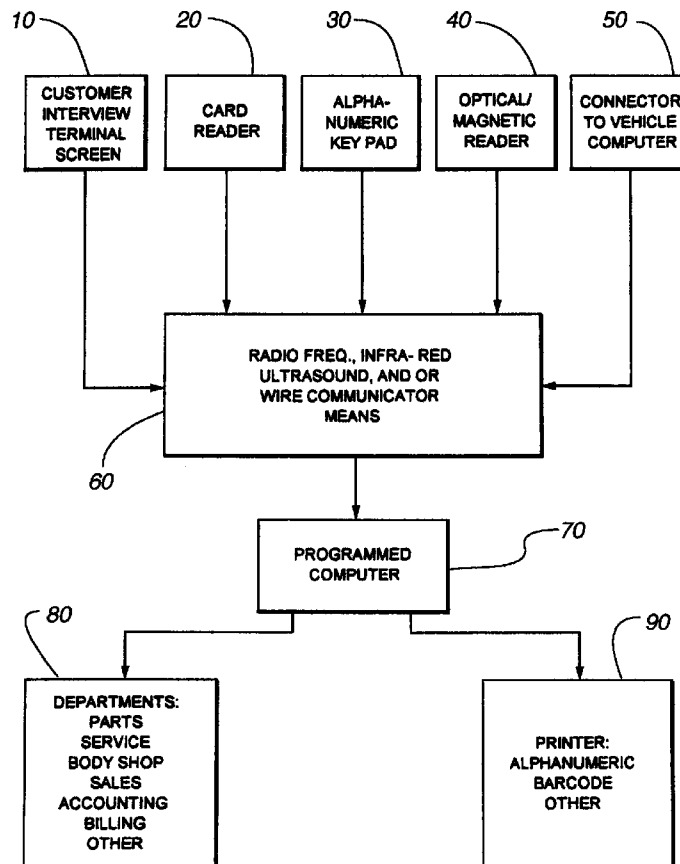 10
20
30
40
50
CUSTOMER
INTERVIEW
TERMINAL
SCREEN
CARD
READER
ALPHA-
NUMERIC
KEY PAD
OPTICAL/
MAGNETIC
READER
CONNECTOR
TO VEHICLE
COMPUTER
RADIO FREQ., INFRA- RED
ULTRASOUND, AND OR
WIRE COMMUNICATOR
MEANS
60
PROGRAMMED
COMPUTER
70
80
DEPARTMENTS:
PARTS
SERVICE
BODY SHOP
SALES
ACCOUNTING
BILLING
OTHER
90
PRINTER:
ALPHANUMERIC
BARCODE
OTHER